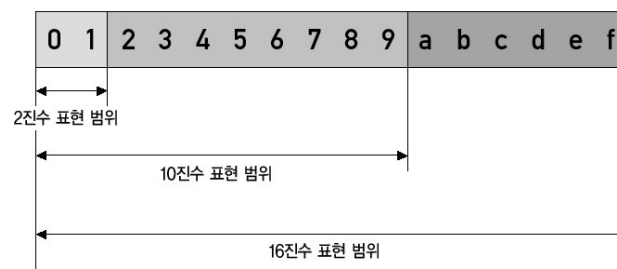 0 1 2 3 4 5 6 7 8 9 a b c d e f
2진수 표현 범위
10진수 표현 범위
16진수 표현 범위